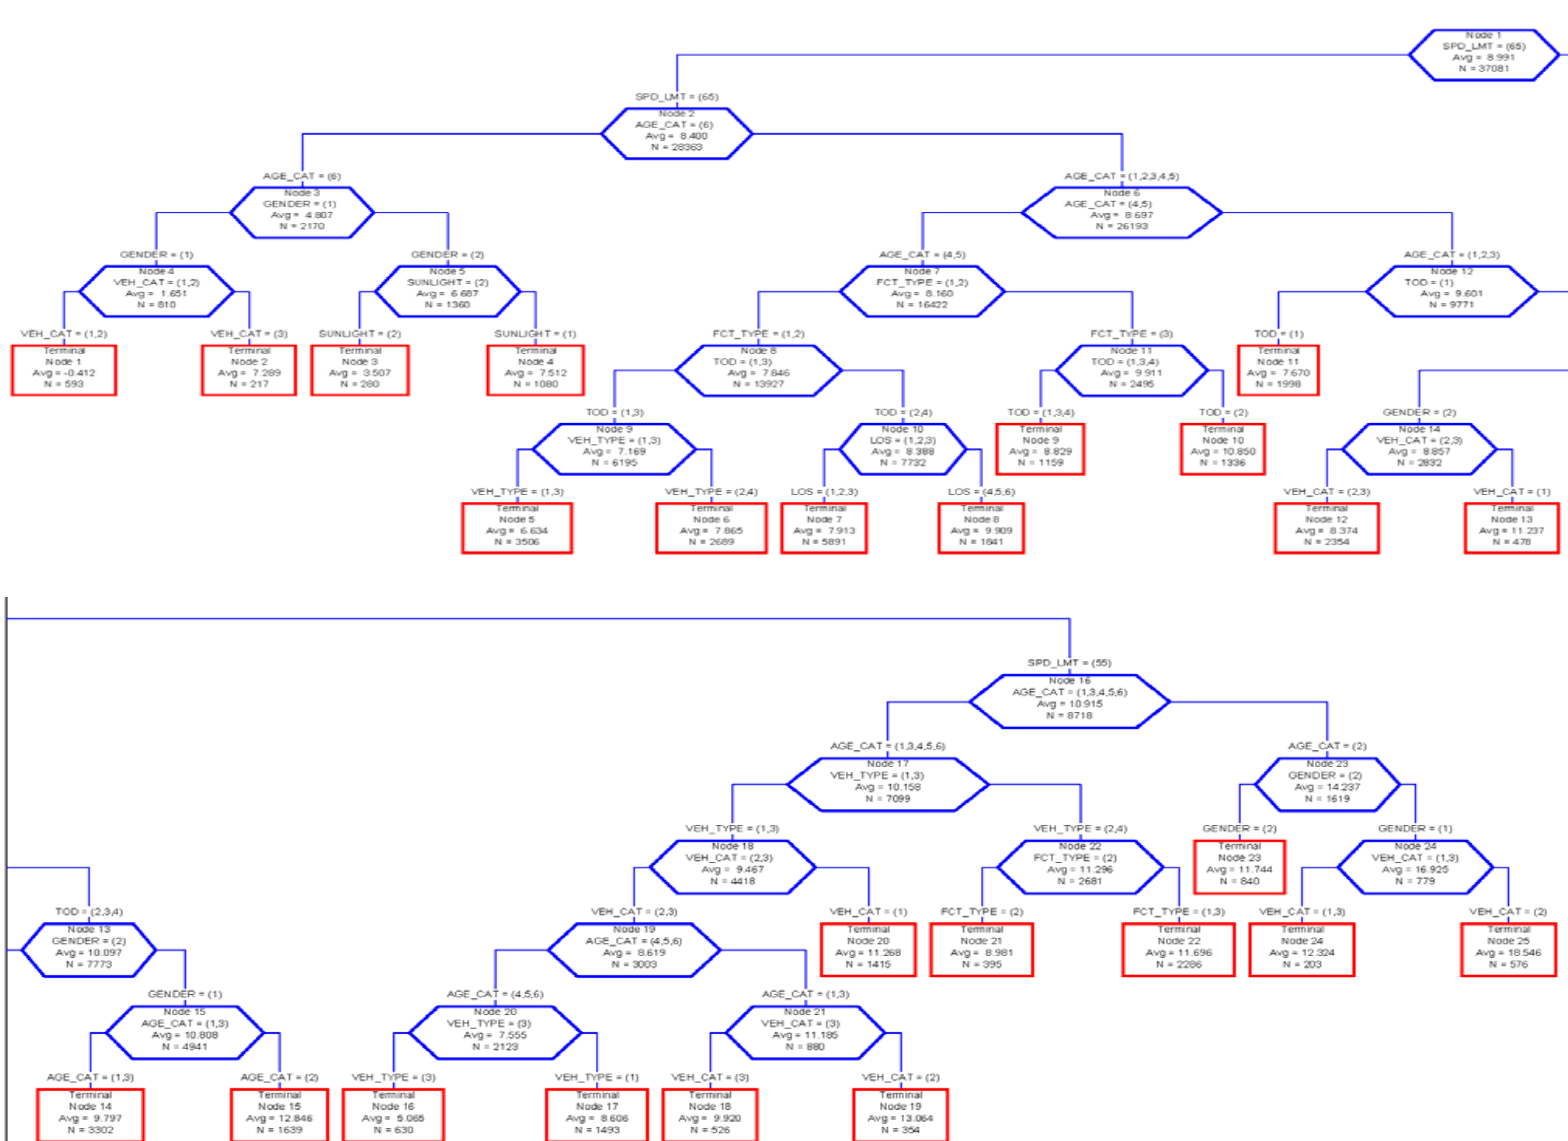 Node 1
SPD_LMT = (65)
Avg = 8.991
N = 37081
SPD_LMT = (65)
Node 2
AGE_CAT = (6)
Avg = 8.400
N = 28363
AGE_CAT = (6)
Node 3
GENDER = (1)
Avg = 4.807
N = 2170
AGE_CAT = (1,2,3,4,5)
Node 6
AGE_CAT = (4,5)
Avg = 8.697
N = 26193
GENDER = (1)
Node 4
VEH_CAT = (1,2)
Avg = 1.651
N = 810
GENDER = (2)
Node 5
SUNLIGHT = (2)
Avg = 6.687
N = 1360
AGE_CAT = (4,5)
Node 7
FCT_TYPE = (1,2)
Avg = 8.160
N = 16422
AGE_CAT = (1,2,3)
Node 12
TOD = (1)
Avg = 9.601
N = 9771
VEH_CAT = (1,2)
Terminal
Node 1
Avg = -0.412
N = 593
VEH_CAT = (3)
Terminal
Node 2
Avg = 7.289
N = 217
SUNLIGHT = (2)
Terminal
Node 3
Avg = 3.507
N = 280
SUNLIGHT = (1)
Terminal
Node 4
Avg = 7.512
N = 1080
FCT_TYPE = (1,2)
Node 8
TOD = (1,3)
Avg = 7.846
N = 13927
FCT_TYPE = (3)
Node 11
TOD = (1,3,4)
Avg = 9.911
N = 2495
TOD = (1)
Terminal
Node 11
Avg = 7.670
N = 1998
TOD = (1,3)
Node 9
VEH_TYPE = (1,3)
Avg = 7.169
N = 6195
TOD = (2,4)
Node 10
LOS = (1,2,3)
Avg = 8.388
N = 7732
TOD = (1,3,4)
Terminal
Node 9
Avg = 8.829
N = 1159
TOD = (2)
Terminal
Node 10
Avg = 10.850
N = 1336
GENDER = (2)
Node 14
VEH_CAT = (2,3)
Avg = 8.857
N = 2832
VEH_TYPE = (1,3)
Terminal
Node 5
Avg = 6.634
N = 3506
VEH_TYPE = (2,4)
Terminal
Node 6
Avg = 7.865
N = 2689
LOS = (1,2,3)
Terminal
Node 7
Avg = 7.913
N = 5891
LOS = (4,5,6)
Terminal
Node 8
Avg = 9.909
N = 1841
VEH_CAT = (2,3)
Terminal
Node 12
Avg = 8.374
N = 2354
VEH_CAT = (1)
Terminal
Node 13
Avg = 11.237
N = 478
SPD_LMT = (55)
Node 16
AGE_CAT = (1,3,4,5,6)
Avg = 10.915
N = 8718
AGE_CAT = (1,3,4,5,6)
Node 17
VEH_TYPE = (1,3)
Avg = 10.158
N = 7099
AGE_CAT = (2)
Node 23
GENDER = (2)
Avg = 14.237
N = 1619
VEH_TYPE = (1,3)
Node 18
VEH_CAT = (2,3)
Avg = 9.467
N = 4418
VEH_TYPE = (2,4)
Node 22
FCT_TYPE = (2)
Avg = 11.296
N = 2681
GENDER = (2)
Terminal
Node 23
Avg = 11.744
N = 840
GENDER = (1)
Node 24
VEH_CAT = (1,3)
Avg = 16.925
N = 779
TOD = (2,3,4)
Node 13
GENDER = (2)
Avg = 10.097
N = 7773
VEH_CAT = (2,3)
Node 19
AGE_CAT = (4,5,6)
Avg = 8.619
N = 3003
VEH_CAT = (1)
Terminal
Node 20
Avg = 11.268
N = 1415
FCT_TYPE = (2)
Terminal
Node 21
Avg = 8.981
N = 395
FCT_TYPE = (1,3)
Terminal
Node 22
Avg = 11.696
N = 2286
VEH_CAT = (1,3)
Terminal
Node 24
Avg = 12.324
N = 203
VEH_CAT = (2)
Terminal
Node 25
Avg = 18.546
N = 576
GENDER = (1)
Node 15
AGE_CAT = (1,3)
Avg = 10.808
N = 4941
AGE_CAT = (4,5,6)
Node 20
VEH_TYPE = (3)
Avg = 7.555
N = 2123
AGE_CAT = (1,3)
Node 21
VEH_CAT = (3)
Avg = 11.185
N = 880
AGE_CAT = (1,3)
Terminal
Node 14
Avg = 9.797
N = 3302
AGE_CAT = (2)
Terminal
Node 15
Avg = 12.846
N = 1639
VEH_TYPE = (3)
Terminal
Node 16
Avg = 5.065
N = 630
VEH_TYPE = (1)
Terminal
Node 17
Avg = 8.606
N = 1493
VEH_CAT = (3)
Terminal
Node 18
Avg = 9.920
N = 526
VEH_CAT = (2)
Terminal
Node 19
Avg = 13.064
N = 354